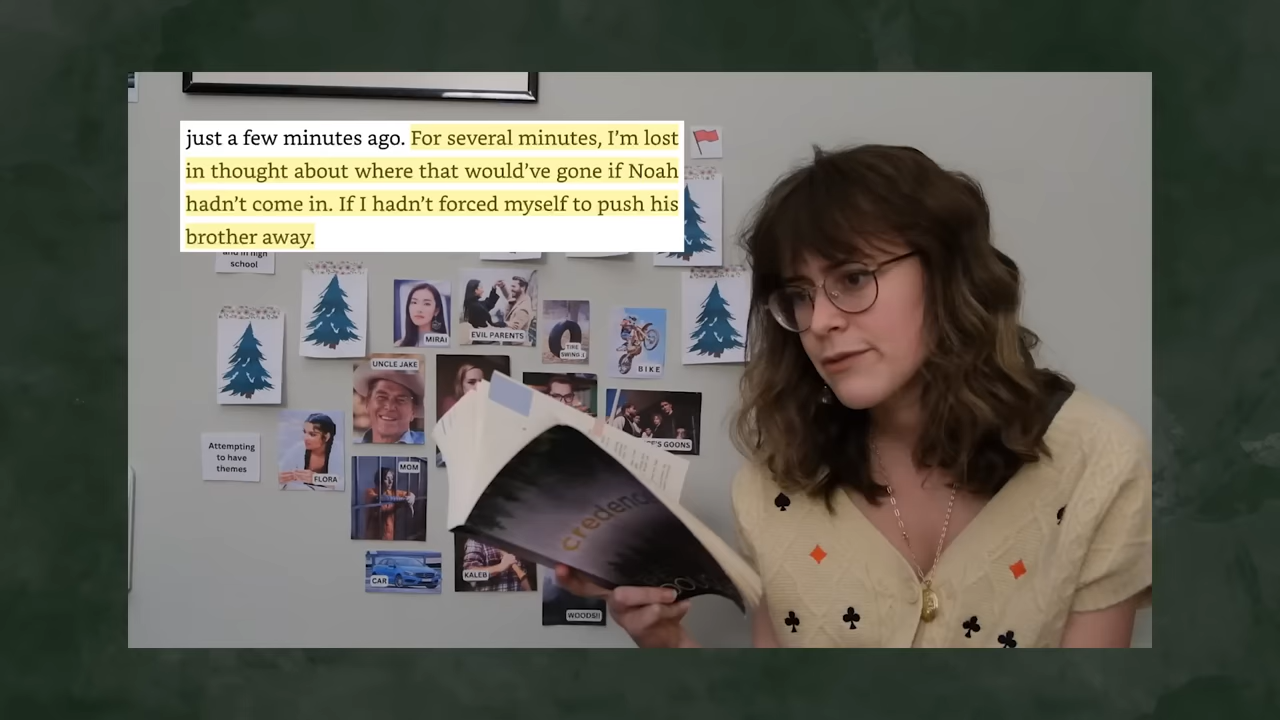 just a few minutes ago. For several minutes, I’m lost
in thought about where that would’ve gone if Noah
hadn’t come in. If I hadn’t forced myself to push his
brother away.
and in high
school
MIRAI
EVIL PARENTS
TIRE
SWING :)
BIKE
UNCLE JAKE
'S GOONS
Attempting
to have
themes
FLORA
MOM
credenc
CAR
KALEB
WOODS!!